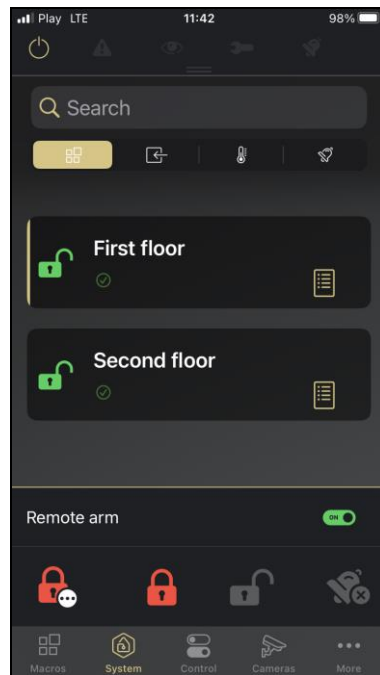 Play LTE 11:42 98%
Search
First floor
Second floor
Remote arm ON
Macros System Control Cameras More